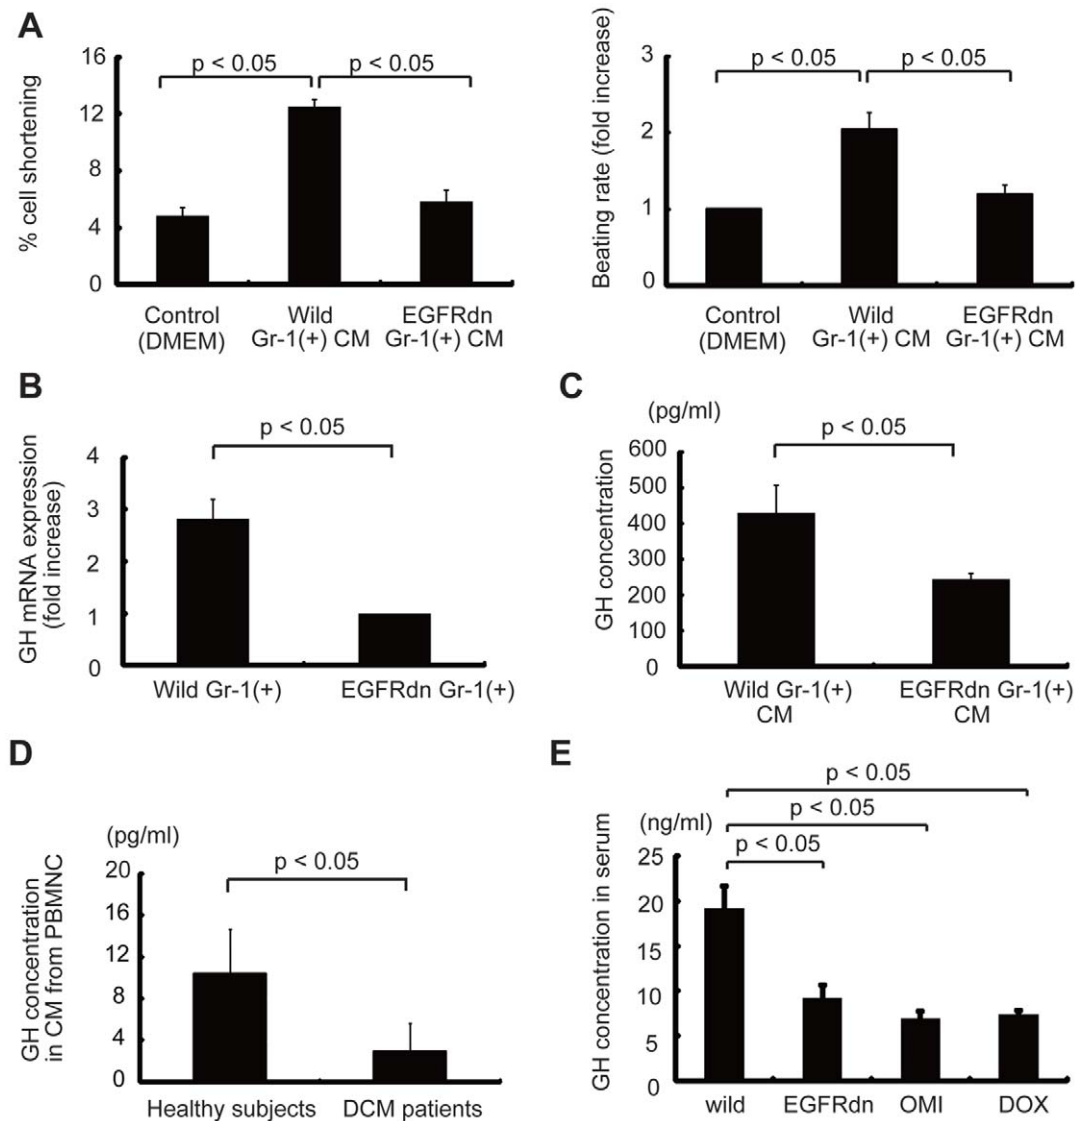 A
% cell shortening
16
12
8
4
0
p < 0.05
p < 0.05
Control
(DMEM)
Wild
Gr-1(+) CM
EGFRdn
Gr-1(+) CM
Beating rate (fold increase)
3
2
1
0
p < 0.05
p < 0.05
Control
(DMEM)
Wild
Gr-1(+) CM
EGFRdn
Gr-1(+) CM
B
GH mRNA expression
(fold increase)
4
3
2
1
0
p < 0.05
Wild Gr-1(+)
EGFRdn Gr-1(+)
C
(pg/ml)
GH concentration
600
500
400
300
200
100
0
p < 0.05
Wild Gr-1(+)
CM
EGFRdn Gr-1(+)
CM
D
(pg/ml)
GH concentration
in CM from PBMNC
20
16
12
8
4
0
p < 0.05
Healthy subjects
DCM patients
E
(ng/ml)
GH concentration in serum
25
20
15
10
5
0
p < 0.05
p < 0.05
p < 0.05
wild
EGFRdn
OMI
DOX